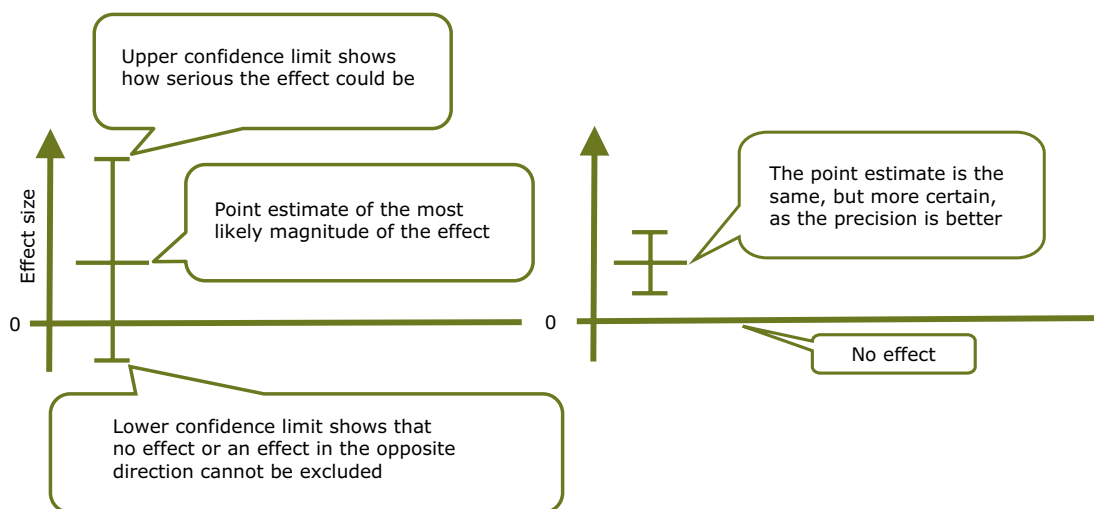 Upper confidence limit shows
how serious the effect could be
Effect size
Point estimate of the most
likely magnitude of the effect
0
Lower confidence limit shows that
no effect or an effect in the opposite
direction cannot be excluded
The point estimate is the
same, but more certain,
as the precision is better
0
No effect